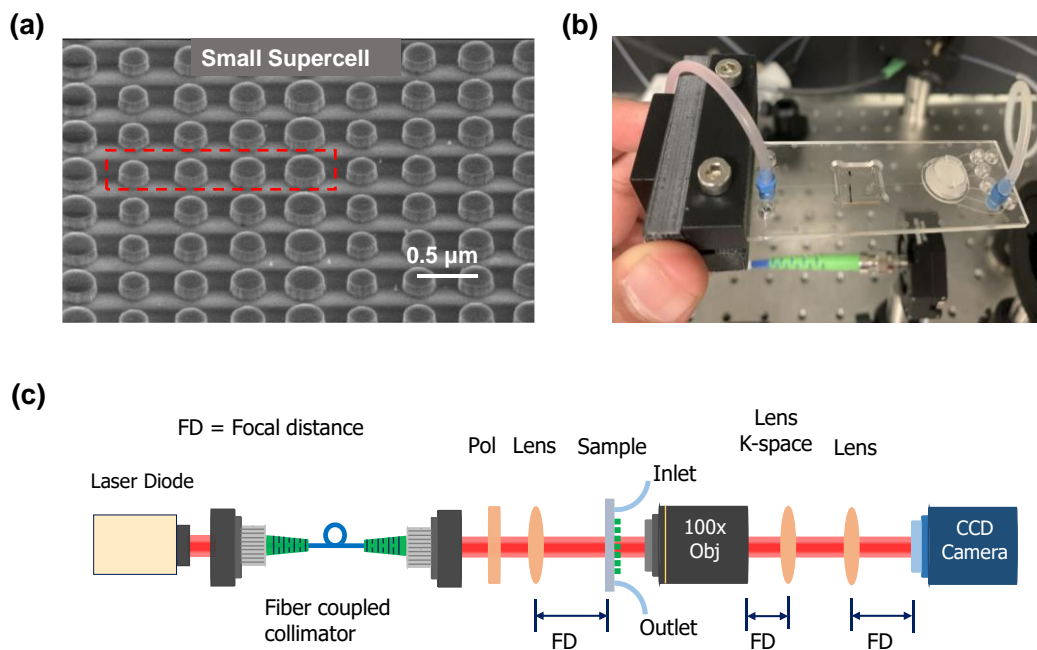 (a)
Small Supercell
0.5 µm
(b)
(c)
FD = Focal distance
Laser Diode
Fiber coupled
collimator
Pol
Lens
Sample
Inlet
Outlet
100x
Obj
Lens
K-space
Lens
CCD
Camera
FD
FD
FD